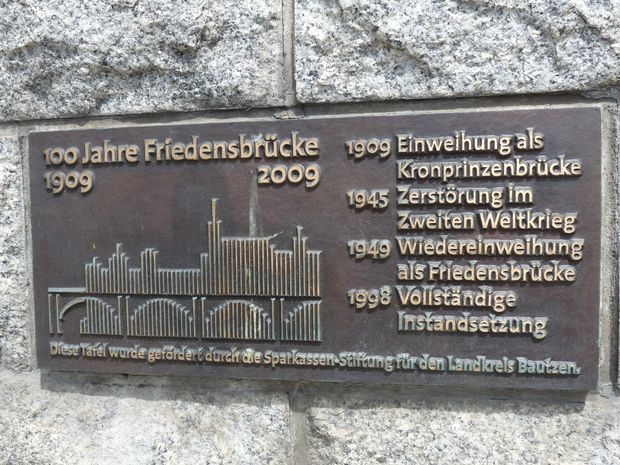 100 Jahre Friedensbrücke
1909 2009
1909 Einweihung als
Kronprinzenbrücke
1945 Zerstörung im
Zweiten Weltkrieg
1949 Wiedereinweihung
als Friedensbrücke
1998 Vollständige
Instandsetzung
Diese Tafel wurde gefördert durch die Sparkassen-Stiftung für den Landkreis Bautzen.